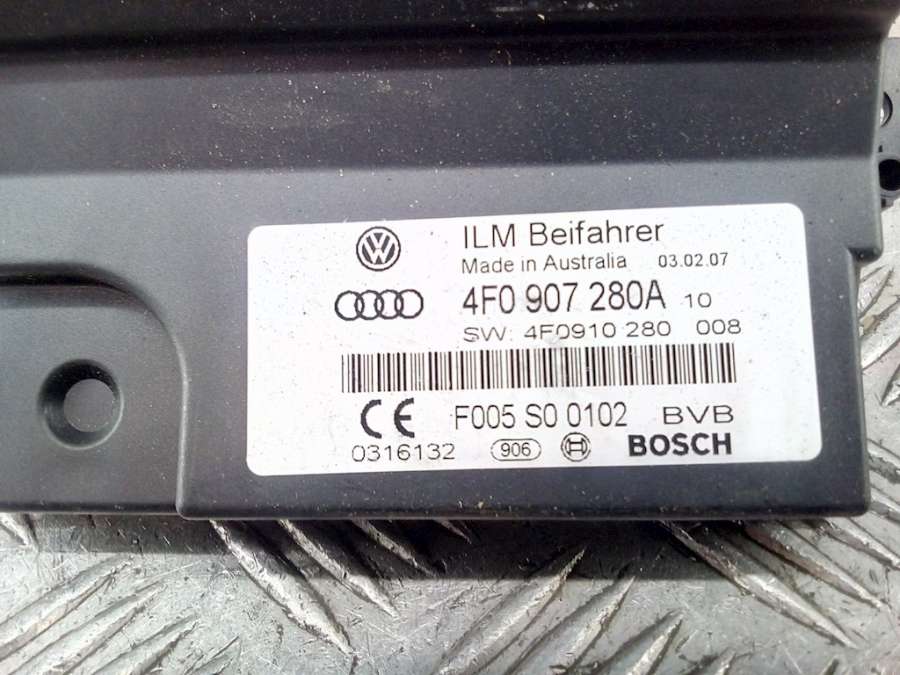 ILM Beifahrer
Made in Australia 03.02.07
4F0 907 280A 10
SW: 4F0910 280 008
CE F005 S0 0102 BVB
0316132 906 BOSCH